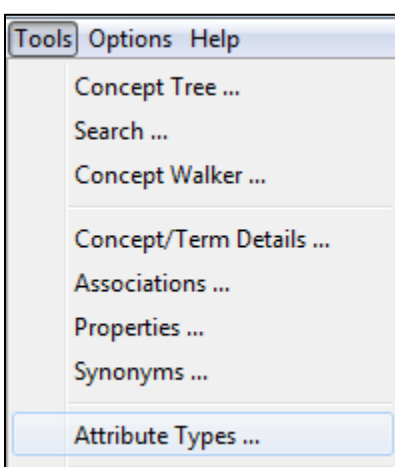 Tools Options Help
Concept Tree ...
Search ...
Concept Walker ...
Concept/Term Details ...
Associations ...
Properties ...
Synonyms ...
Attribute Types ...